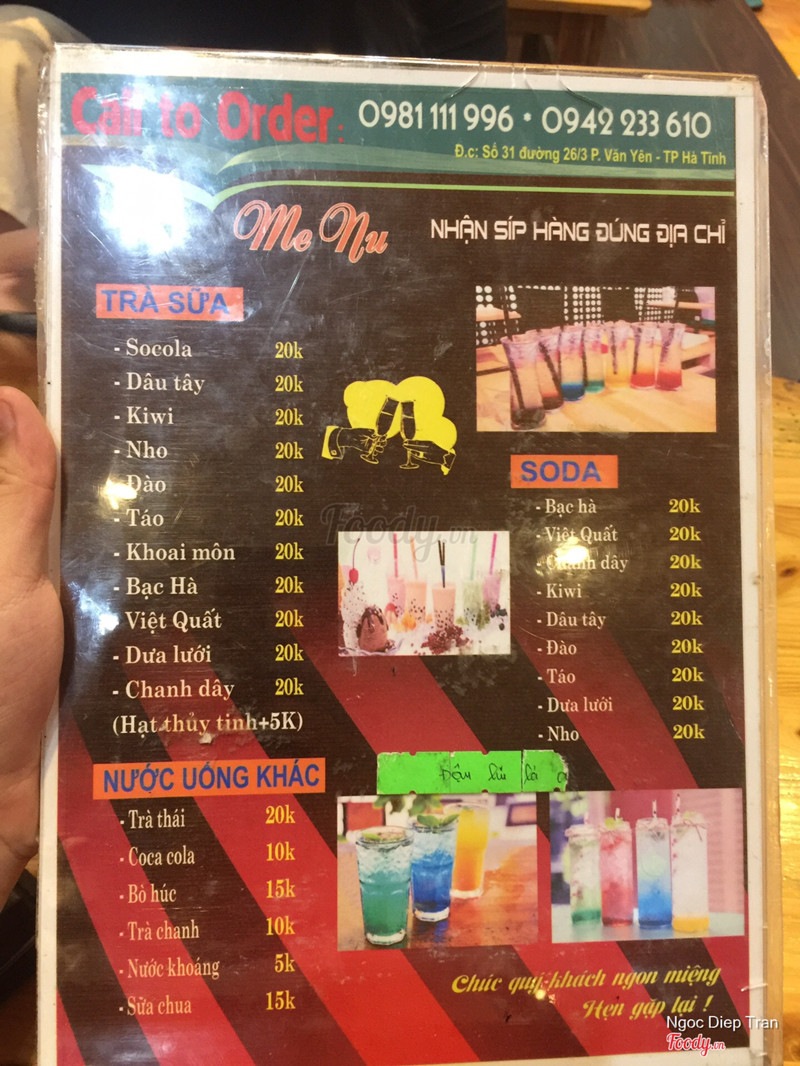 Call to Order: 0981 111 996 * 0942 233 610
Đ.c: Số 31 đường 26/3 P. Văn Yên - TP Hà Tĩnh
Me Nu
NHẬN SÍP HÀNG ĐÚNG ĐỊA CHỈ
TRÀ SỮA
- Socola 20k
- Dâu tây 20k
- Kiwi 20k
- Nho 20k
- Đào 20k
- Táo 20k
- Khoai môn 20k
- Bạc Hà 20k
- Việt Quất 20k
- Dưa lưới 20k
- Chanh dây 20k
(Hạt thủy tinh+5K)
SODA
- Bạc hà 20k
- Việt Quất 20k
- Chanh dây 20k
- Kiwi 20k
- Dâu tây 20k
- Đào 20k
- Táo 20k
- Dưa lưới 20k
- Nho 20k
NƯỚC UỐNG KHÁC
- Trà thái 20k
- Coca cola 10k
- Bò húc 15k
- Trà chanh 10k
- Nước khoáng 5k
- Sữa chua 15k
Chúc quý khách ngon miệng
Hẹn gặp lại !
Foody.vn
Ngoc Diep Tran
Foody.vn